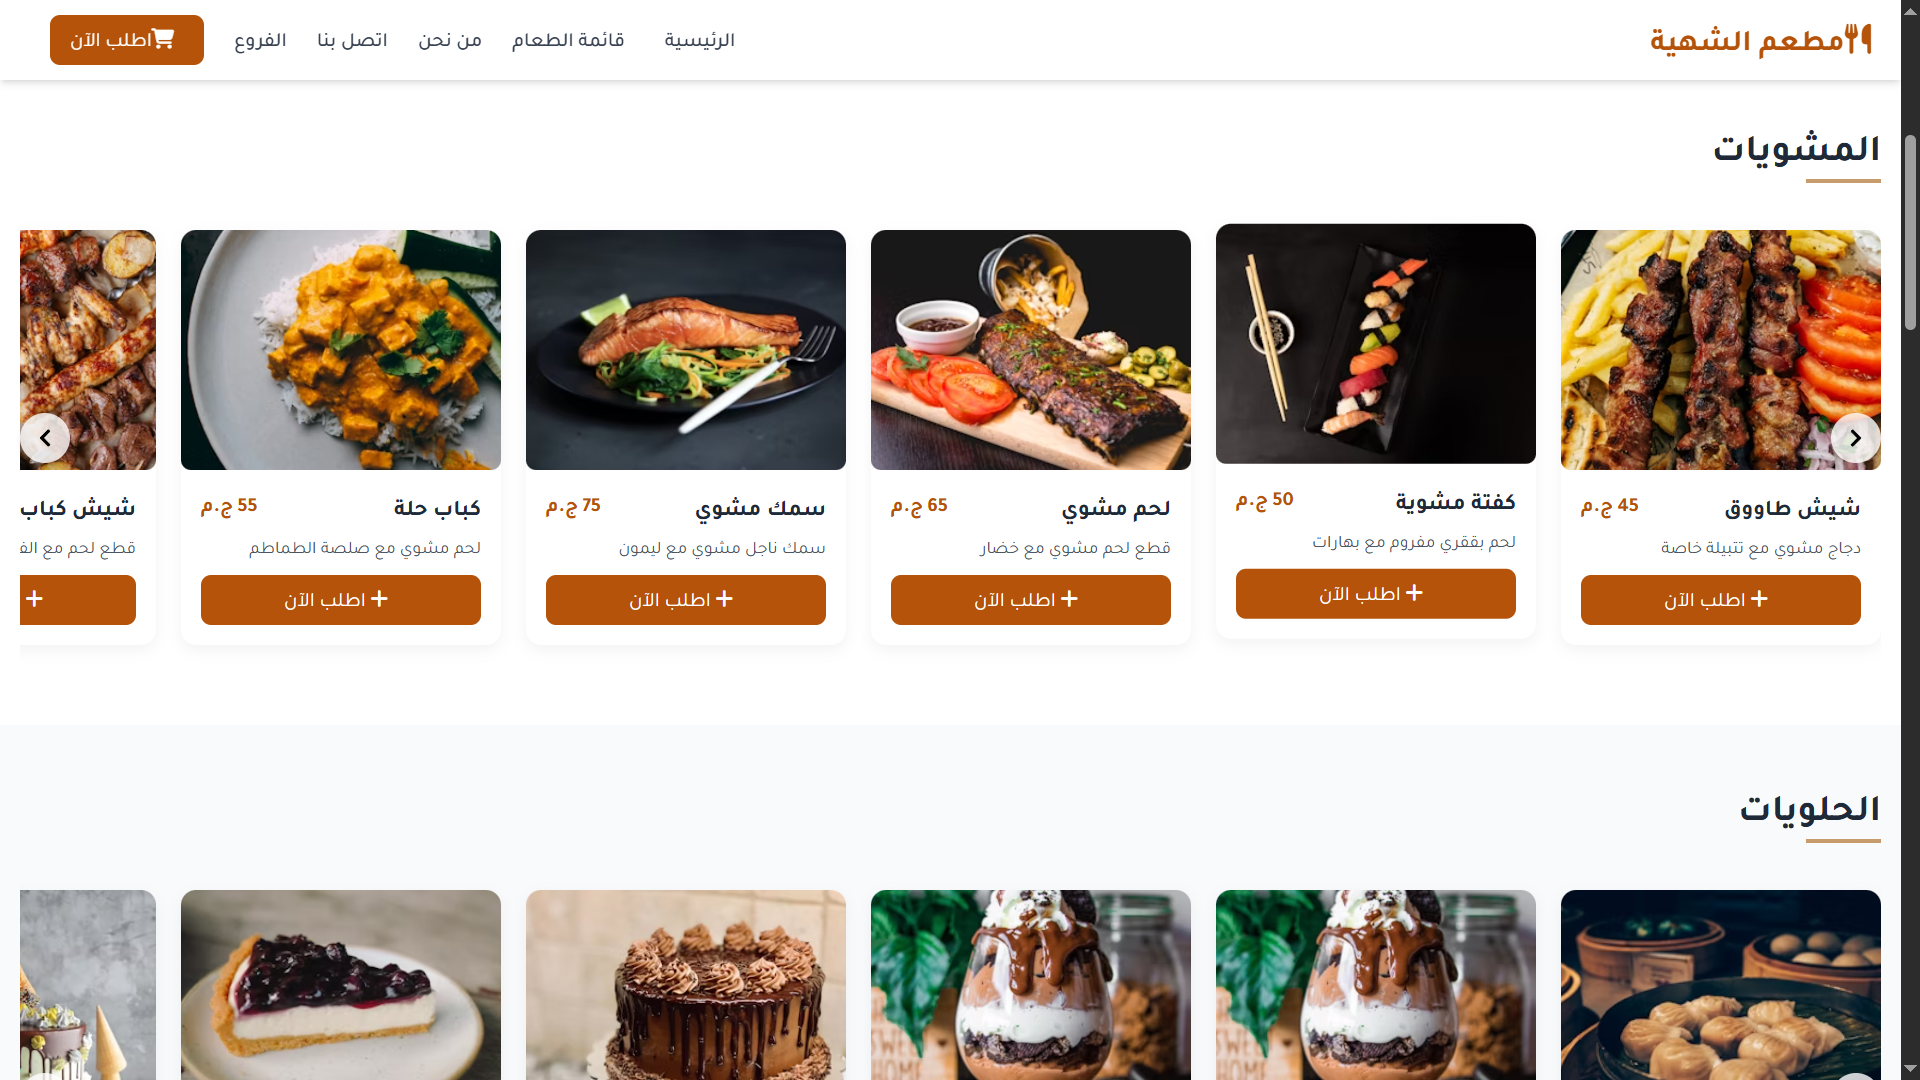 مطعم الشهية
الرئيسية
قائمة الطعام
من نحن
اتصل بنا
الفروع
اطلب الآن
المشويات
شيش طاووق
45 ج.م
دجاج مشوي مع تتبيلة خاصة
اطلب الآن
كفتة مشوية
50 ج.م
لحم بققري مفروم مع بهارات
اطلب الآن
لحم مشوي
65 ج.م
قطع لحم مشوي مع خضار
اطلب الآن
سمك مشوي
75 ج.م
سمك ناجل مشوي مع ليمون
اطلب الآن
كباب حلة
55 ج.م
لحم مشوي مع صلصة الطماطم
اطلب الآن
شيش كباب
قطع لحم مع
الحلويات